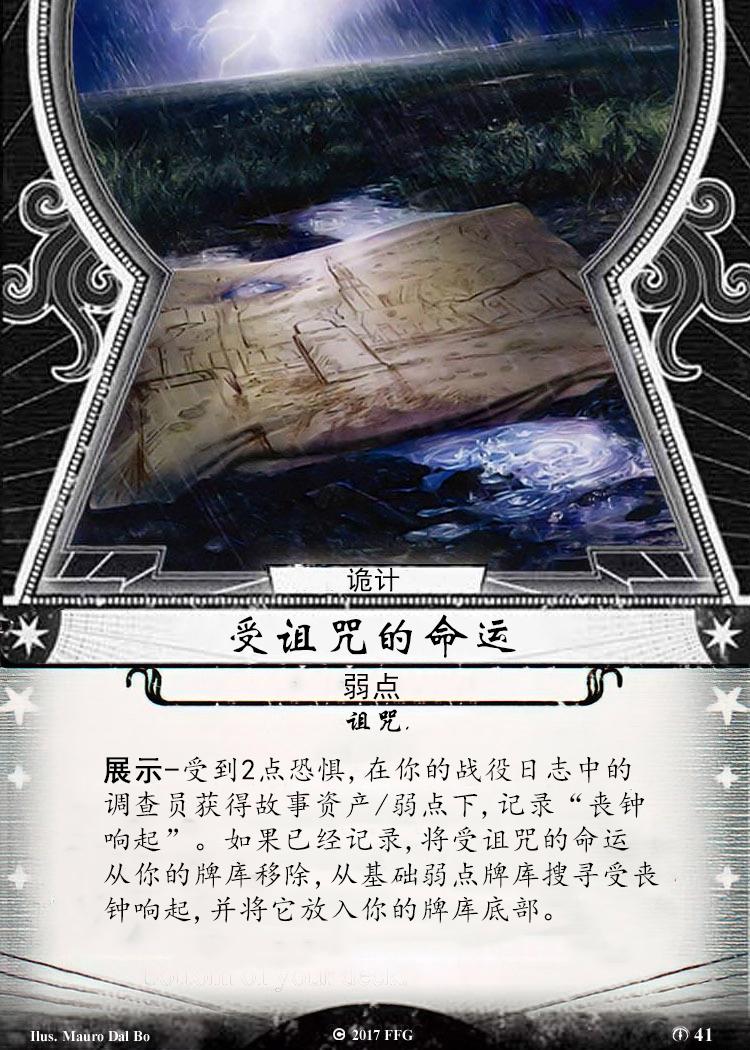 诡计
受诅咒的命运
弱点
诅咒.
展示-受到2点恐惧,在你的战役日志中的
调查员获得故事资产/弱点下,记录“丧钟
响起”。如果已经记录,将受诅咒的命运
从你的牌库移除,从基础弱点牌库搜寻受丧
钟响起,并将它放入你的牌库底部。
bottom of your deck.
Ilus. Mauro Dal Bo
© 2017 FFG
41